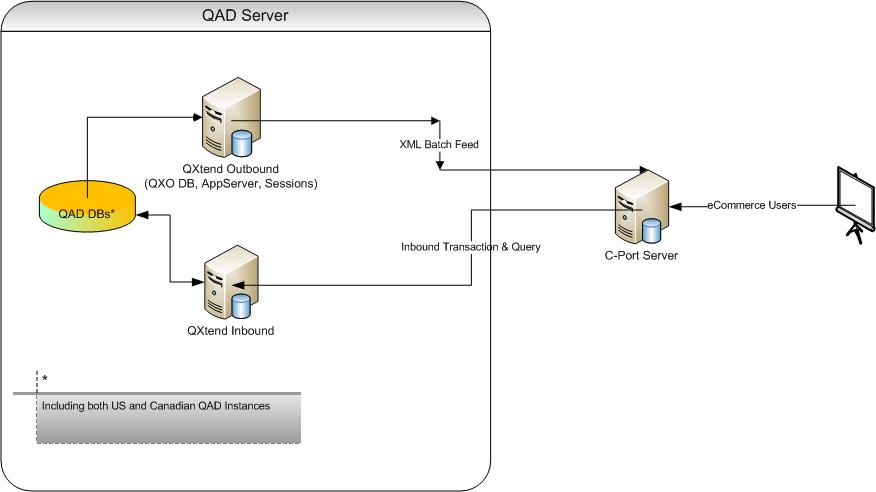 QAD Server
QXtend Outbound
(QXO DB, AppServer, Sessions)
XML Batch Feed
QAD DBs*
eCommerce Users
Inbound Transaction & Query
C-Port Server
QXtend Inbound
*
Including both US and Canadian QAD Instances